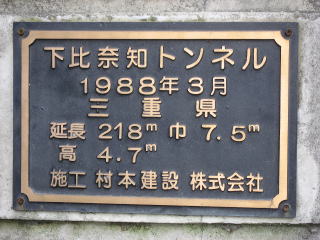 下比奈知トンネル
1988年3月
三重県
延長 218m 巾 7.5m
高 4.7m
施工 村本建設 株式会社